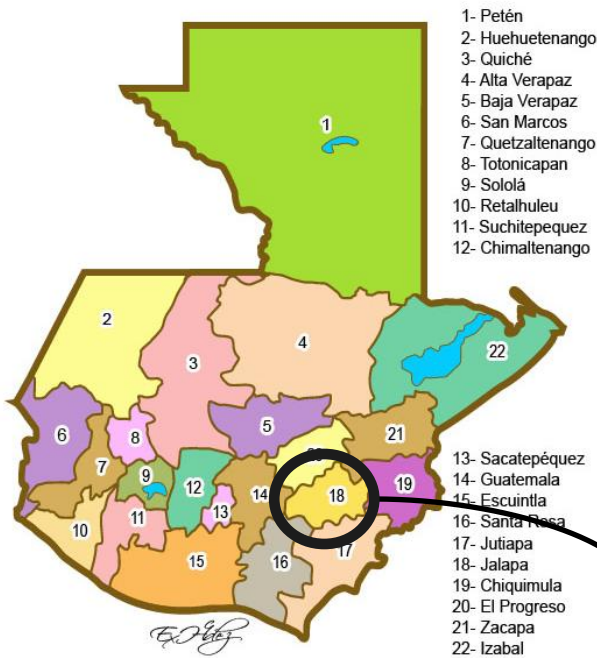 1- Petén
2- Huehuetenango
3- Quiché
4- Alta Verapaz
5- Baja Verapaz
6- San Marcos
7- Quetzaltenango
8- Totonicapan
9- Sololá
10- Retalhuleu
11- Suchitepequez
12- Chimaltenango
1
2
3
4
22
5
21
6
8
7
9
12
14
18
19
13
10
11
15
16
17
13- Sacatepéquez
14- Guatemala
15- Escuintla
16- Santa Rosa
17- Jutiapa
18- Jalapa
19- Chiquimula
20- El Progreso
21- Zacapa
22- Izabal